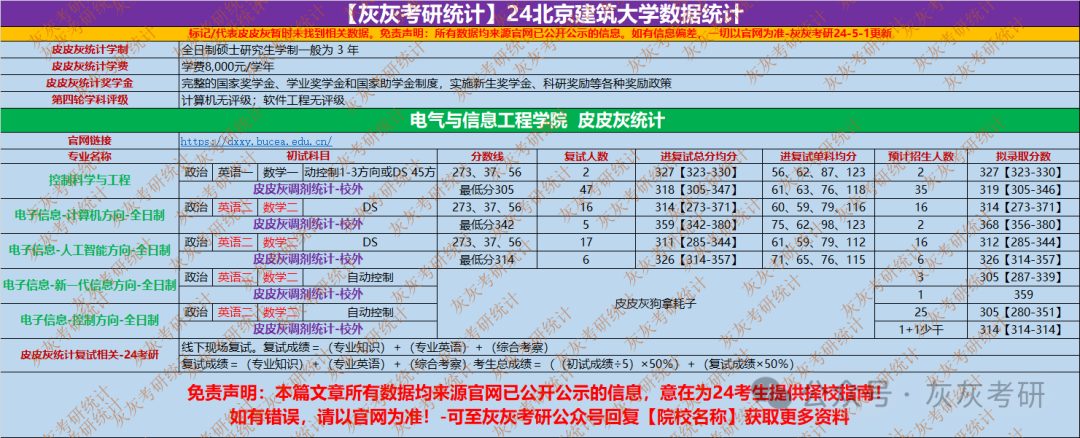 【灰灰考研统计】24北京建筑大学数据统计
标记/代表皮皮灰暂时未找到相关数据。免责声明：所有数据均来源官网已公开公示的信息。如有信息偏差，一切以官网为准-灰灰考研24-5-1更新
皮皮灰统计学制 全日制硕士研究生学制一般为 3 年
皮皮灰统计学费 学费8,000元/学年
皮皮灰统计奖学金 完整的国家奖学金、学业奖学金和国家助学金制度，实施新生奖学金、科研奖励等各种奖励政策
第四轮学科评级 计算机无评级；软件工程无评级
电气与信息工程学院 皮皮灰统计
官网链接 https://dxxy.bucea.edu.cn/
专业名称 初试科目 分数线 复试人数 进复试总分均分 进复试单科均分 预计招生人数 拟录取分数
控制科学与工程 政治 英语一 数学一 动控制1-3方向或DS 45方 273、37、56 2 327【323-330】 56、62、87、123 2 327【323-330】
皮皮灰调剂统计-校外 最低分305 47 318【305-347】 61、63、76、118 35 319【305-346】
电子信息-计算机方向-全日制 政治 英语二 数学二 DS 273、37、56 16 314【273-371】 60、59、79、116 16 314【273-371】
皮皮灰调剂统计-校外 最低分342 5 359【342-380】 75、62、98、123 2 368【356-380】
电子信息-人工智能方向-全日制 政治 英语二 数学二 DS 273、37、56 17 311【285-344】 61、59、79、112 16 312【285-344】
皮皮灰调剂统计-校外 最低分314 6 326【314-357】 71、65、76、115 6 326【314-357】
电子信息-新一代信息方向-全日制 政治 英语二 数学二 自动控制 皮皮灰狗拿耗子 3 305【287-339】
皮皮灰调剂统计-校外 1 359
电子信息-控制方向-全日制 政治 英语二 数学二 自动控制 25 305【280-351】
皮皮灰调剂统计-校外 1+1少干 314【314-314】
皮皮灰统计复试相关-24考研 线下现场复试。复试成绩＝（专业知识）＋（专业英语）＋（综合考察）
复试成绩＝（专业知识）＋（专业英语）＋（综合考察）考生总成绩＝（（初试成绩÷5）×50%）＋（复试成绩×50%）
免责声明：本篇文章所有数据均来源官网已公开公示的信息，意在为24考生提供择校指南！
如有错误，请以官网为准！-可至灰灰考研公众号回复【院校名称】获取更多资料
公众号·灰灰考研